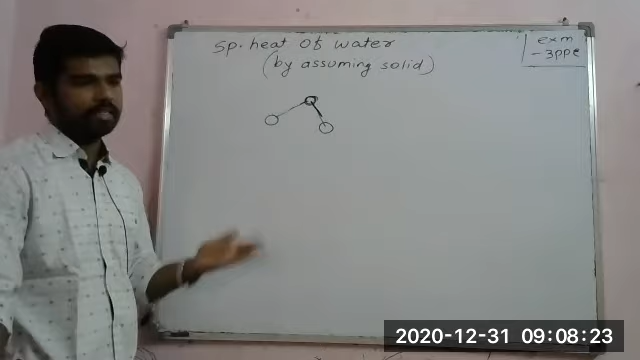 sp. heat of water
(by assuming solid)
exm
-3ppe
2020-12-31 09:08:23